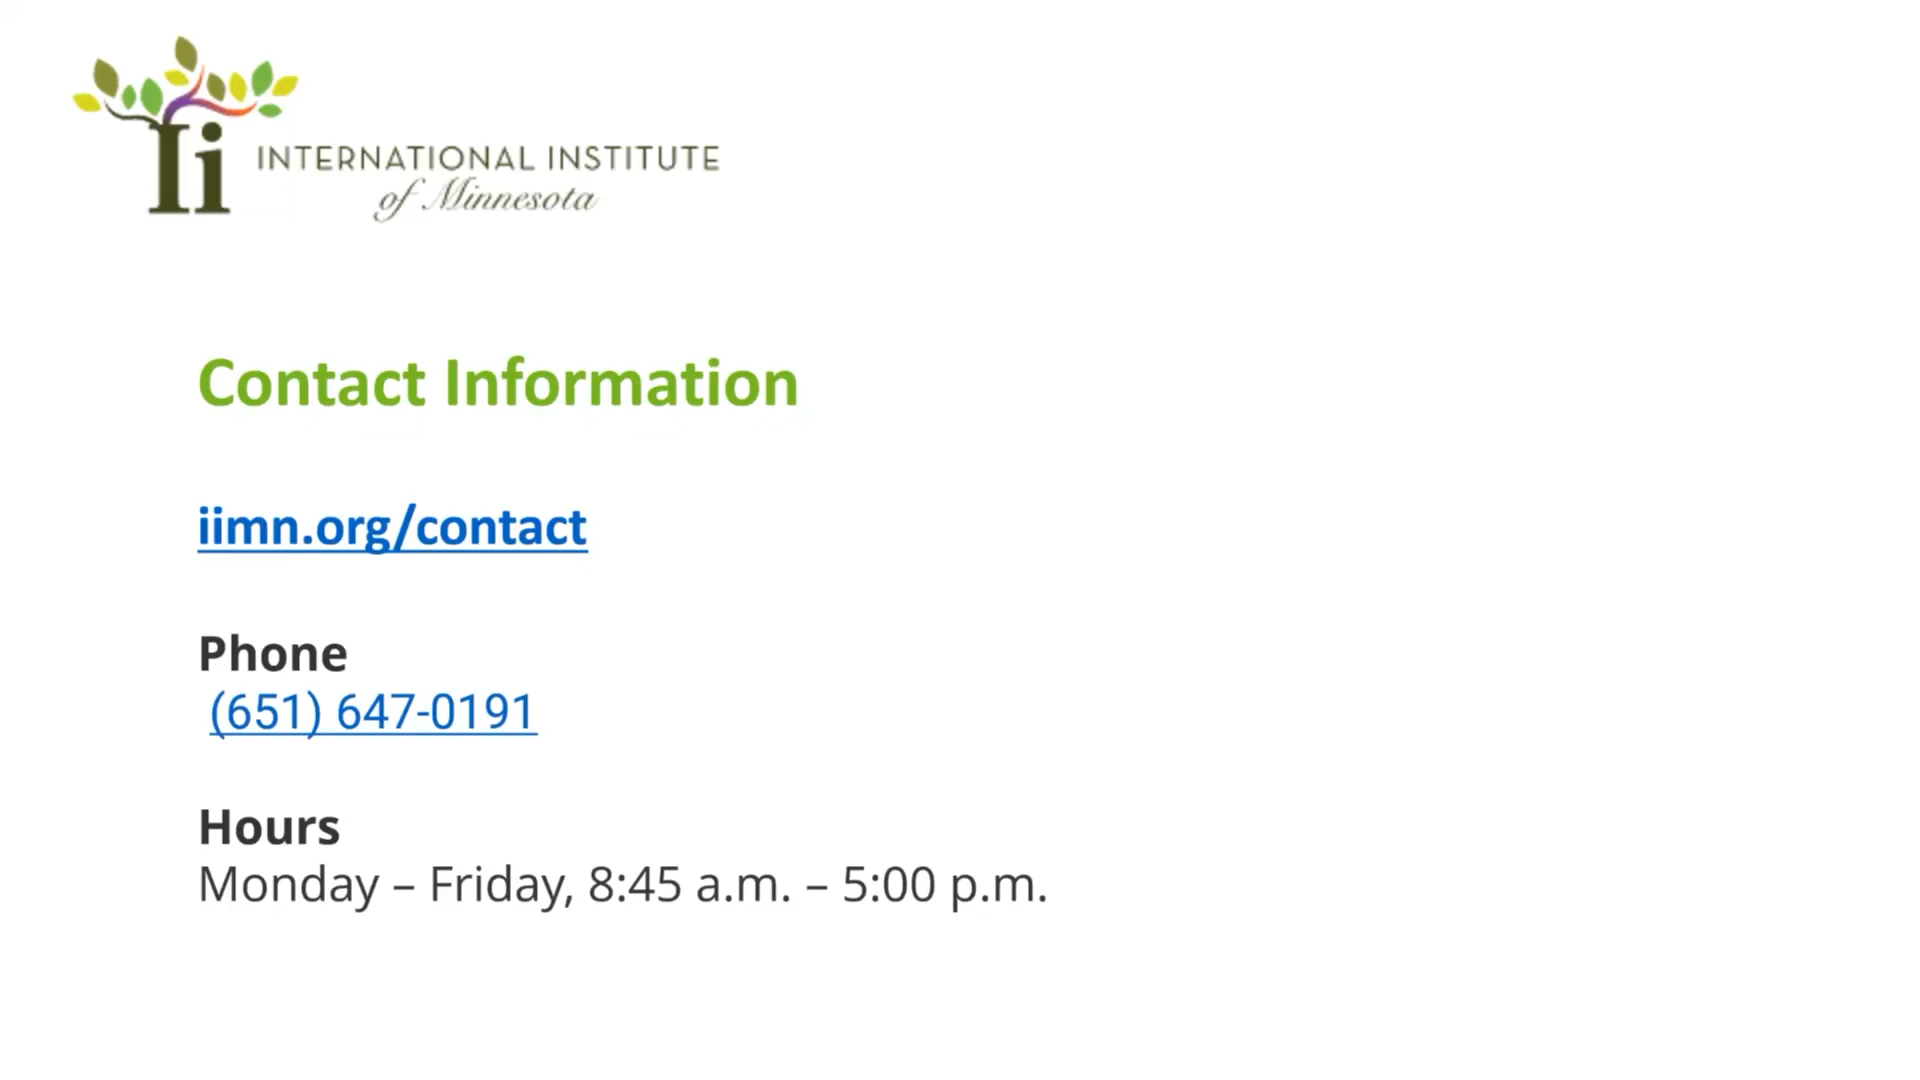 Ii INTERNATIONAL INSTITUTE
of Minnesota
Contact Information
iimn.org/contact
Phone
(651) 647-0191
Hours
Monday – Friday, 8:45 a.m. – 5:00 p.m.